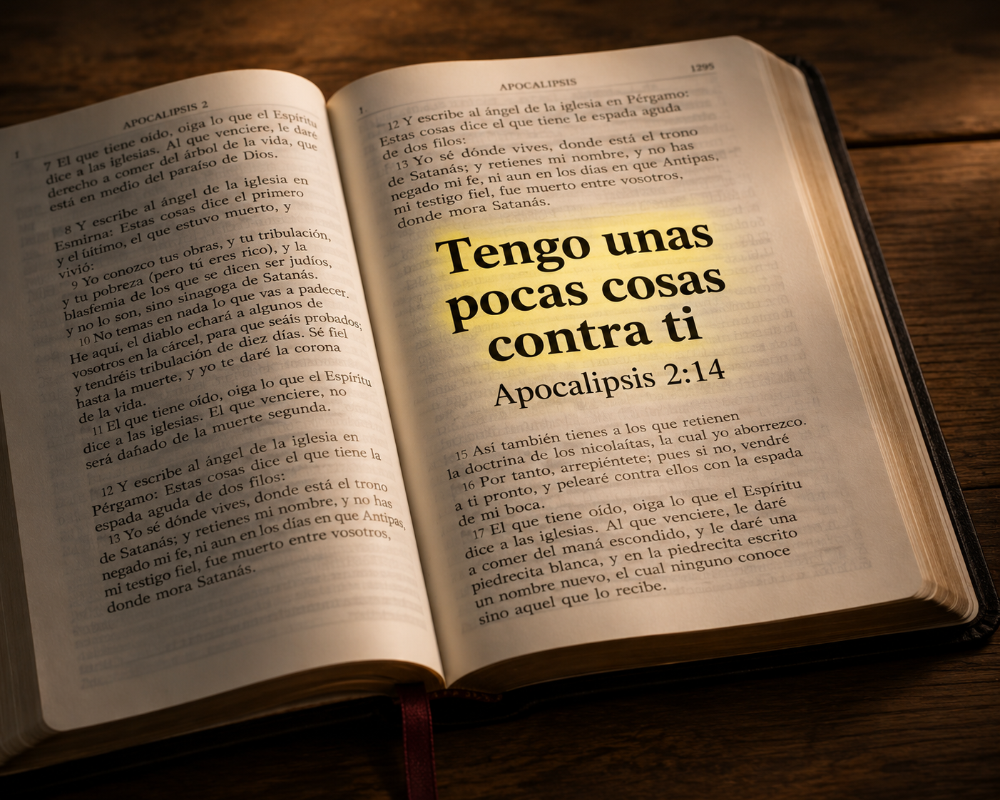 APOCALIPSIS 2
1
7 El que tiene oído, oiga lo que el Espíritu
dice a las iglesias. Al que venciere, le daré
derecho a comer del árbol de la vida, que
está en medio del paraíso de Dios.
8 Y escribe al ángel de la iglesia en
Esmirna: Estas cosas dice el primero
y el úitimo, el que estuvo muerto, y
vivió:
9 Yo conozco tus obras, y tu tribulación,
y tu pobreza (pero tú eres rico), y la
blasfemia de los que se dicen ser judíos,
y no lo son, sino sinagoga de Satanás.
10 No temas en nada lo que vas a padecer.
He aqui, el diablo echará a algunos de
vosotros en la cárcel, para que seáis probados;
y tendréis tribulación de diez días. Sé fiel
hasta la muerte, y yo te daré la corona
de la vida.
11 El que tiene oído, oiga lo que el Espíritu
dice a las iglesias. El que venciere, no
será dañado de la muerte segunda.
12 Y escribe al ángel de la iglesia en
Pérgamo: Estas cosas dice el que tiene la
espada aguda de dos filos:
13 Yo sé dónde vives, donde está el trono
de Satanás; y retienes mi nombre, y no has
negado mi fe, ni aun en los días en que Antipas,
mi testigo fiel, fue muerto entre vosotros,
donde mora Satanás.
1
APOCALIPSIS
1295
12 Y escribe al ángel de la iglesia en Pérgamo:
Estas cosas dice el que tiene le espada aguda
de dos filos:
13 Yo sé dónde vives, donde está el trono
de Satanás; y retienes mi nombre, y no has
negado mi fe, ni aun en los días en que Antipas,
mi testigo fiel, fue muerto entre vosotros,
donde mora Satanás.
Tengo unas
pocas cosas
contra ti
Apocalipsis 2:14
15 Así también tienes a los que retienen
la doctrina de los nicolaítas, la cual yo aborrezco.
16 Por tanto, arrepiéntete; pues si no, vendré
a ti pronto, y pelearé contra ellos con la espada
de mi boca.
17 El que tiene oído, oiga lo que el Espíritu
dice a las iglesias. Al que venciere, le daré
a comer del maná escondido, y le daré una
piedrecita blanca, y en la piedrecita escrito
un nombre nuevo, el cual ninguno conoce
sino aquel que lo recibe.